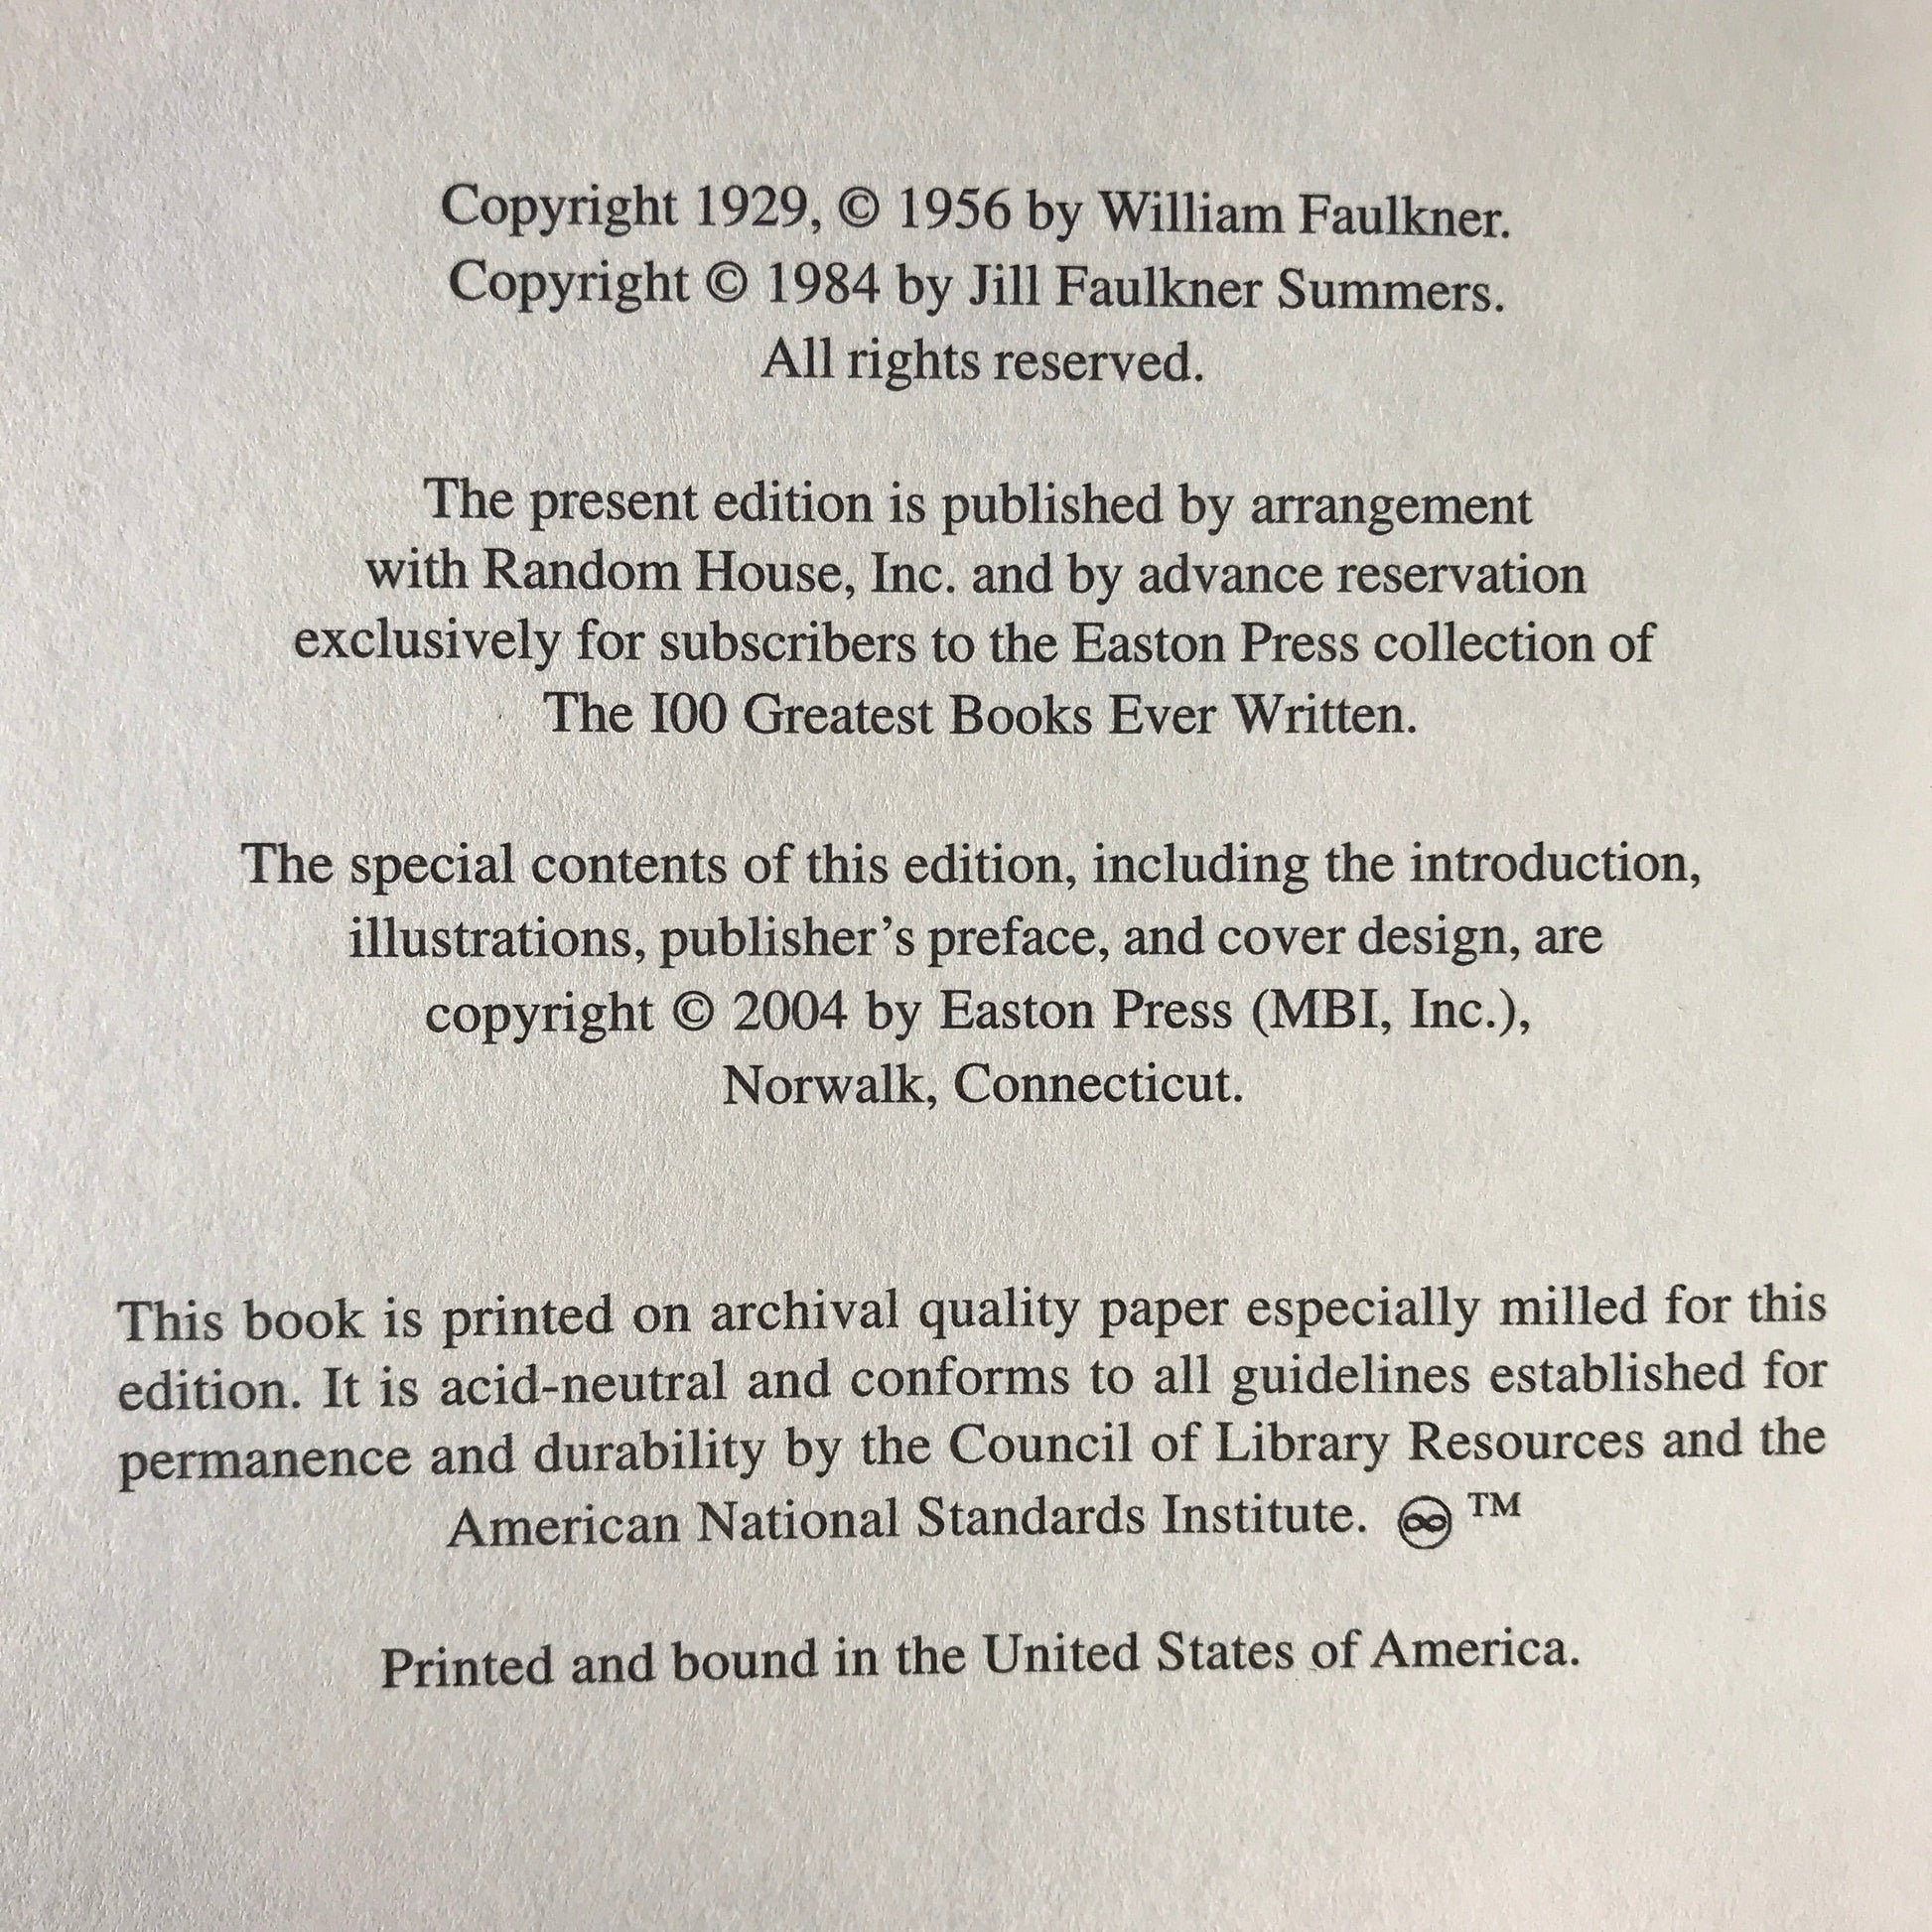 Copyright 1929, © 1956 by William Faulkner.
Copyright © 1984 by Jill Faulkner Summers.
All rights reserved.
The present edition is published by arrangement
with Random House, Inc. and by advance reservation
exclusively for subscribers to the Easton Press collection of
The I00 Greatest Books Ever Written.
The special contents of this edition, including the introduction,
illustrations, publisher’s preface, and cover design, are
copyright © 2004 by Easton Press (MBI, Inc.),
Norwalk, Connecticut.
This book is printed on archival quality paper especially milled for this
edition. It is acid-neutral and conforms to all guidelines established for
permanence and durability by the Council of Library Resources and the
American National Standards Institute. ♾ ™
Printed and bound in the United States of America.